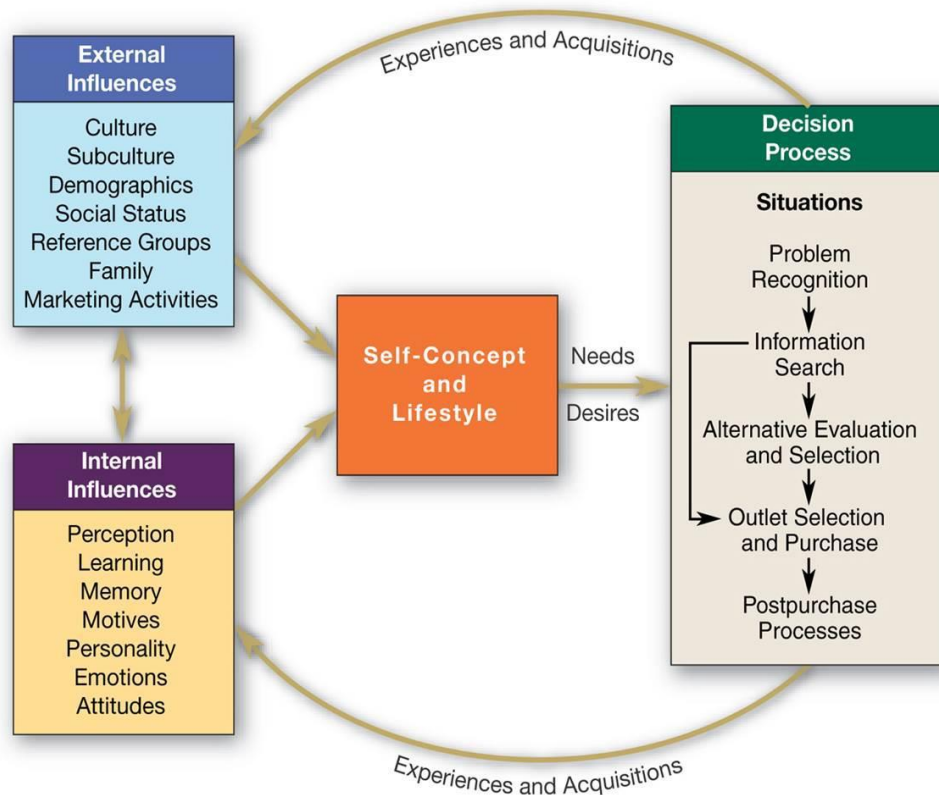 External
Influences
Culture
Subculture
Demographics
Social Status
Reference Groups
Family
Marketing Activities
Internal
Influences
Perception
Learning
Memory
Motives
Personality
Emotions
Attitudes
Experiences and Acquisitions
Self-Concept
and
Lifestyle
Needs
Desires
Experiences and Acquisitions
Decision
Process
Situations
Problem
Recognition
Information
Search
Alternative Evaluation
and Selection
Outlet Selection
and Purchase
Postpurchase
Processes